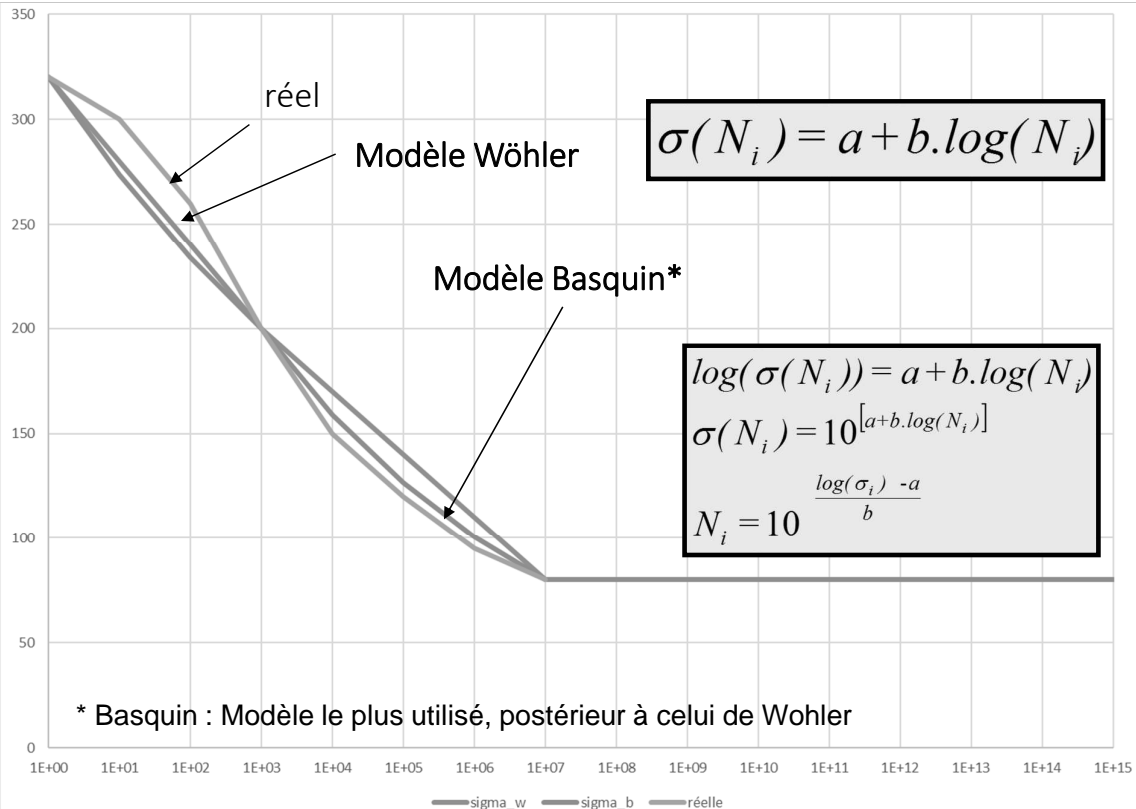 350
300
250
200
150
100
50
0
réel
Modèle Wöhler
Modèle Basquin*
σ(N_i) = a + b.log(N_i)
log(σ(N_i)) = a + b.log(N_i)
σ(N_i) = 10^[a+b.log(N_i)]
N_i = 10^((log(σ_i) - a)/b)
* Basquin : Modèle le plus utilisé, postérieur à celui de Wohler
1E+00 1E+01 1E+02 1E+03 1E+04 1E+05 1E+06 1E+07 1E+08 1E+09 1E+10 1E+11 1E+12 1E+13 1E+14 1E+15
sigma_w sigma_b réelle